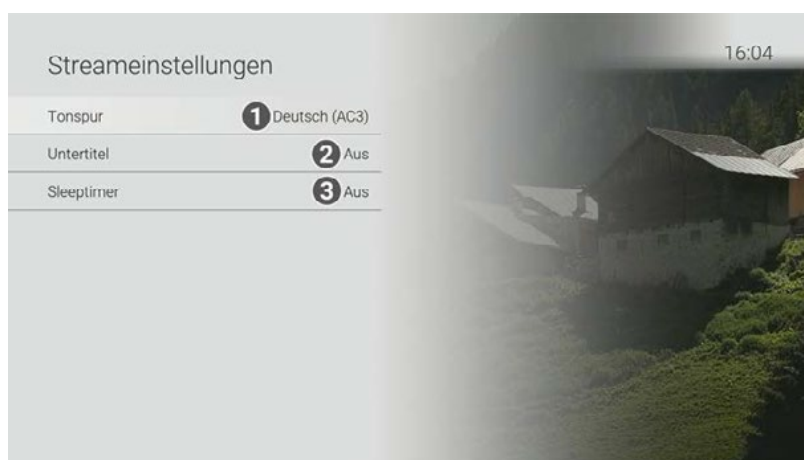 Streameinstellungen
16:04
Tonspur 1 Deutsch (AC3)
Untertitel 2 Aus
Sleeptimer 3 Aus